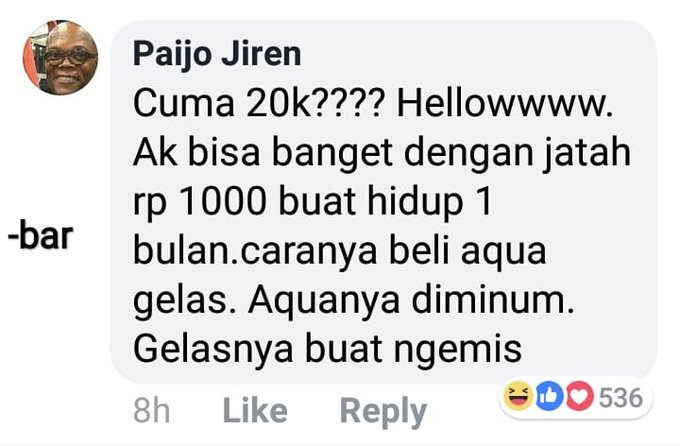 Paijo Jiren
Cuma 20k???? Hellowwww.
Ak bisa banget dengan jatah
rp 1000 buat hidup 1
bulan.caranya beli aqua
gelas. Aquanya diminum.
Gelasnya buat ngemis
-bar
8h Like Reply 536